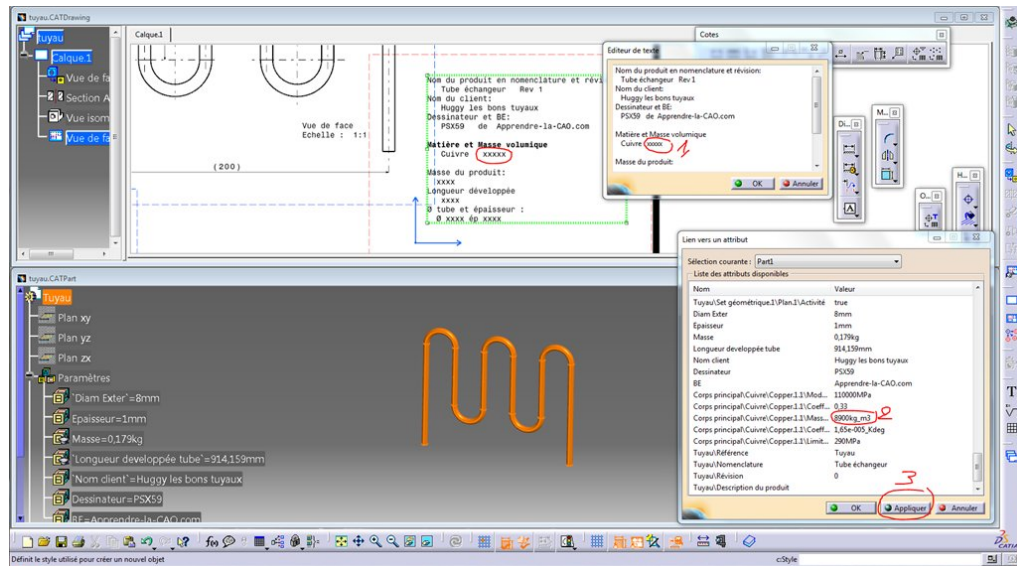 tuyau.CATDrawing
Tuyau
Calque.1
Vue de fa
Section A
Vue isom
Vue de fa
Calque.1
Vue de face
Echelle : 1:1
(200)
Nom du produit en nomenclature et révi
Tube échangeur Rev 1
Nom du client:
Huggy les bons tuyaux
Dessinateur et BE:
PSX59 de Apprendre-la-CAO.com
Matière et Masse volumique
Cuivre xxxxx
Masse du produit:
xxxx
Longueur développée
xxxx
Ø tube et épaisseur :
Ø xxxx ép xxxx
Editeur de texte
Nom du produit en nomenclature et révision:
Tube échangeur Rev 1
Nom du client:
Huggy les bons tuyaux
Dessinateur et BE:
PSX59 de Apprendre-la-CAO.com
Matière et Masse volumique
Cuivre xxxxx 1
Masse du produit:
OK Annuler
Cotes
Di...
M...
H...
O...
Lien vers un attribut
Sélection courante : Part1
Liste des attributs disponibles
Nom Valeur
Tuyau\Set géométrique.1\Plan.1\Activité true
Diam Exter 8mm
Epaisseur 1mm
Masse 0,179kg
Longueur developpée tube 914,159mm
Nom client Huggy les bons tuyaux
Dessinateur PSX59
BE Apprendre-la-CAO.com
Corps principal\Cuivre\Copper.1.1\Mod... 110000MPa
Corps principal\Cuivre\Copper.1.1\Coeff... 0,33
Corps principal\Cuivre\Copper.1.1\Mass... 8900kg_m3 2
Corps principal\Cuivre\Copper.1.1\Coeff... 1,65e-005_Kdeg
Corps principal\Cuivre\Copper.1.1\Limit... 290MPa
Tuyau\Référence Tuyau
Tuyau\Nomenclature Tube échangeur
Tuyau\Révision 0
Tuyau\Description du produit
3
OK Appliquer Annuler
tuyau.CATPart
Tuyau
Plan xy
Plan yz
Plan zx
Paramètres
`Diam Exter`=8mm
Epaisseur=1mm
Masse=0,179kg
`Longueur developpée tube`=914,159mm
`Nom client`=Huggy les bons tuyaux
Dessinateur=PSX59
BE=Apprendre-la-CAO.com
Définit le style utilisé pour créer un nouvel objet
c:Style
CATIA